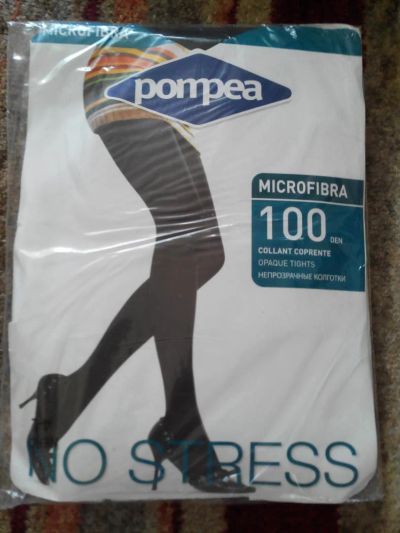 MICROFIBRA
pompea
MICROFIBRA
100 DEN
COLLANT COPRENTE
OPAQUE TIGHTS
НЕПРОЗРАЧНЫЕ КОЛГОТКИ
NO STRESS